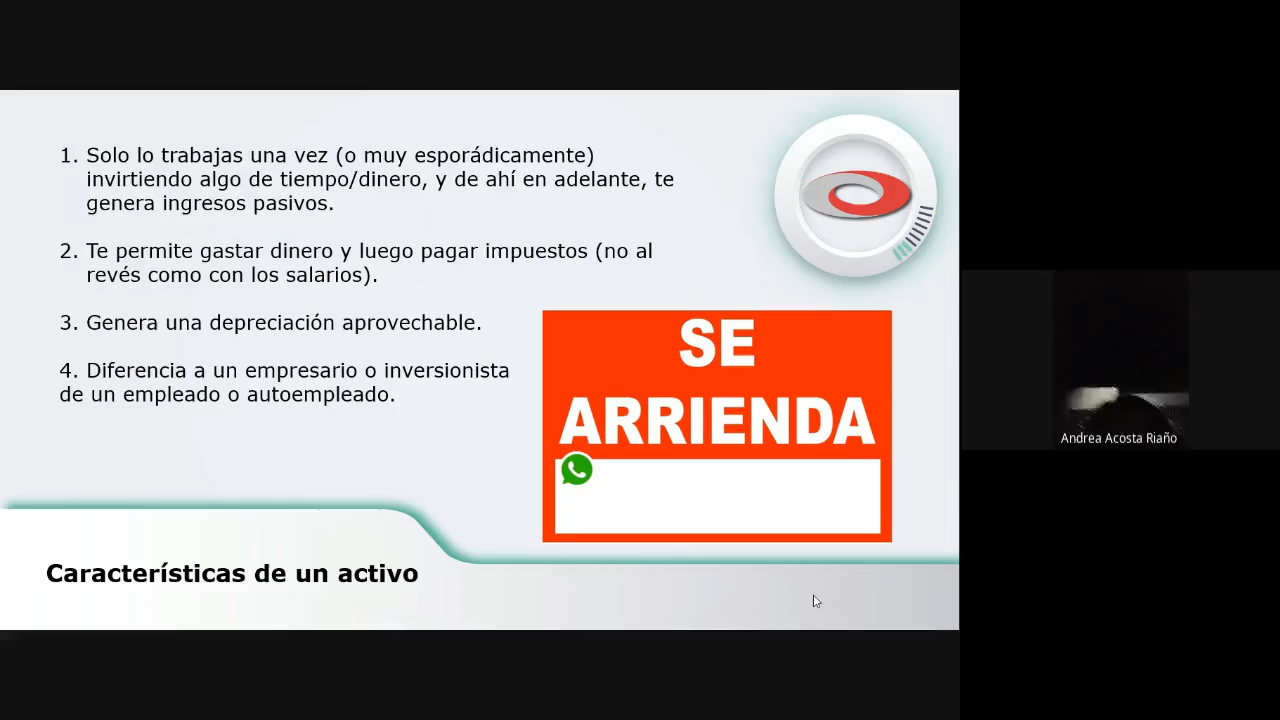 1. Solo lo trabajas una vez (o muy esporádicamente)
invirtiendo algo de tiempo/dinero, y de ahí en adelante, te
genera ingresos pasivos.
2. Te permite gastar dinero y luego pagar impuestos (no al
revés como con los salarios).
3. Genera una depreciación aprovechable.
4. Diferencia a un empresario o inversionista
de un empleado o autoempleado.
SE
ARRIENDA
Características de un activo
Andrea Acosta Riaño